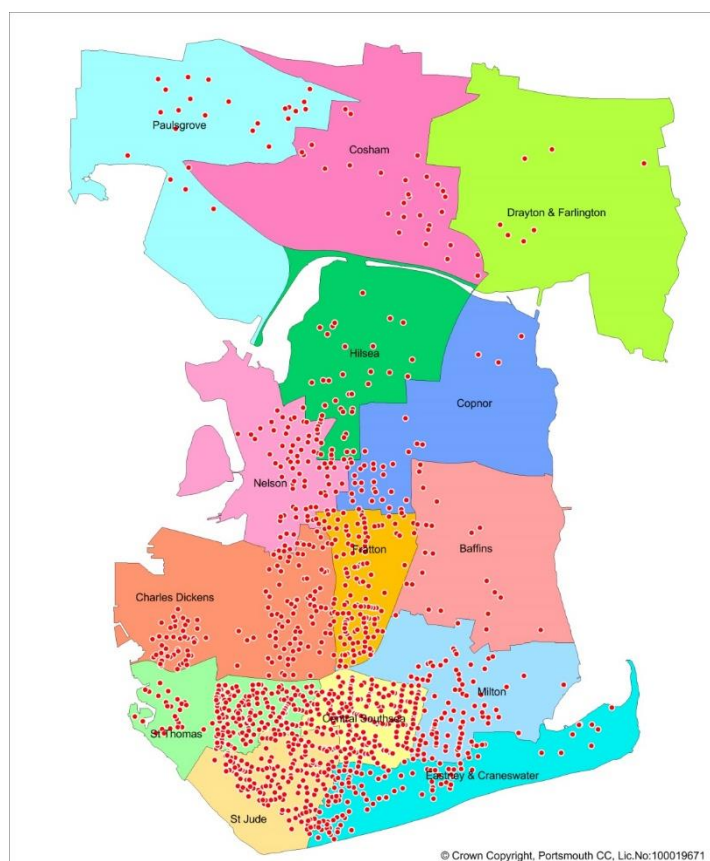 Paulsgrove
Cosham
Drayton & Farlington
Hilsea
Copnor
Nelson
Fratton
Baffins
Charles Dickens
Milton
Central Southsea
St Thomas
Eastney & Craneswater
St Jude
© Crown Copyright, Portsmouth CC, Lic.No:100019671